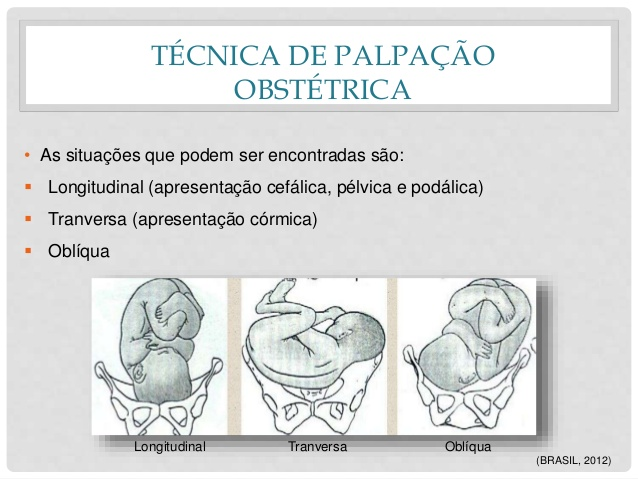 TÉCNICA DE PALPAÇÃO
OBSTÉTRICA
• As situações que podem ser encontradas são:
▪ Longitudinal (apresentação cefálica, pélvica e podálica)
▪ Tranversa (apresentação córmica)
▪ Oblíqua
Longitudinal Tranversa Oblíqua
(BRASIL, 2012)